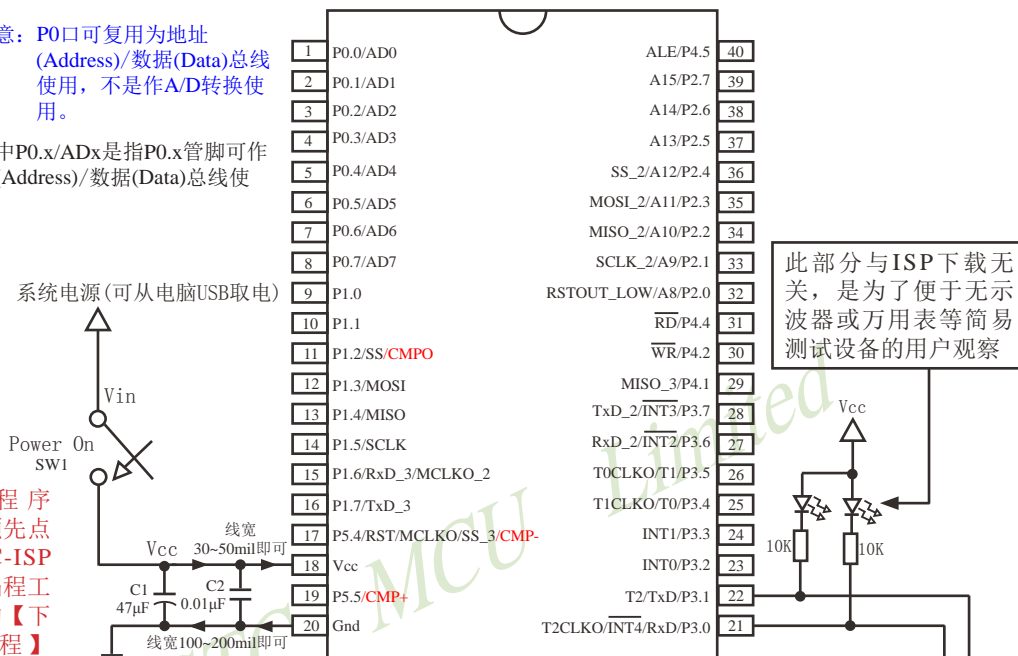 意：P0口可复用为地址
(Address)/数据(Data)总线
使用，不是作A/D转换使
用。
中P0.x/ADx是指P0.x管脚可作
(Address)/数据(Data)总线使
系统电源(可从电脑USB取电)
Vin
Power On
SW1
程 序
先点
-ISP
程工
【下
程 】
Vcc
线宽
30~50mil即可
C1
47μF
C2
0.01μF
线宽100~200mil即可
1 P0.0/AD0
2 P0.1/AD1
3 P0.2/AD2
4 P0.3/AD3
5 P0.4/AD4
6 P0.5/AD5
7 P0.6/AD6
8 P0.7/AD7
9 P1.0
10 P1.1
11 P1.2/SS/CMPO
12 P1.3/MOSI
13 P1.4/MISO
14 P1.5/SCLK
15 P1.6/RxD_3/MCLKO_2
16 P1.7/TxD_3
17 P5.4/RST/MCLKO/SS_3/CMP-
18 Vcc
19 P5.5/CMP+
20 Gnd
ALE/P4.5 40
A15/P2.7 39
A14/P2.6 38
A13/P2.5 37
SS_2/A12/P2.4 36
MOSI_2/A11/P2.3 35
MISO_2/A10/P2.2 34
SCLK_2/A9/P2.1 33
RSTOUT_LOW/A8/P2.0 32
RD/P4.4 31
WR/P4.2 30
MISO_3/P4.1 29
TxD_2/INT3/P3.7 28
RxD_2/INT2/P3.6 27
T0CLKO/T1/P3.5 26
T1CLKO/T0/P3.4 25
INT1/P3.3 24
INT0/P3.2 23
T2/TxD/P3.1 22
T2CLKO/INT4/RxD/P3.0 21
此部分与ISP下载无
关，是为了便于无示
波器或万用表等简易
测试设备的用户观察
Vcc
10K
10K
MCU Limited